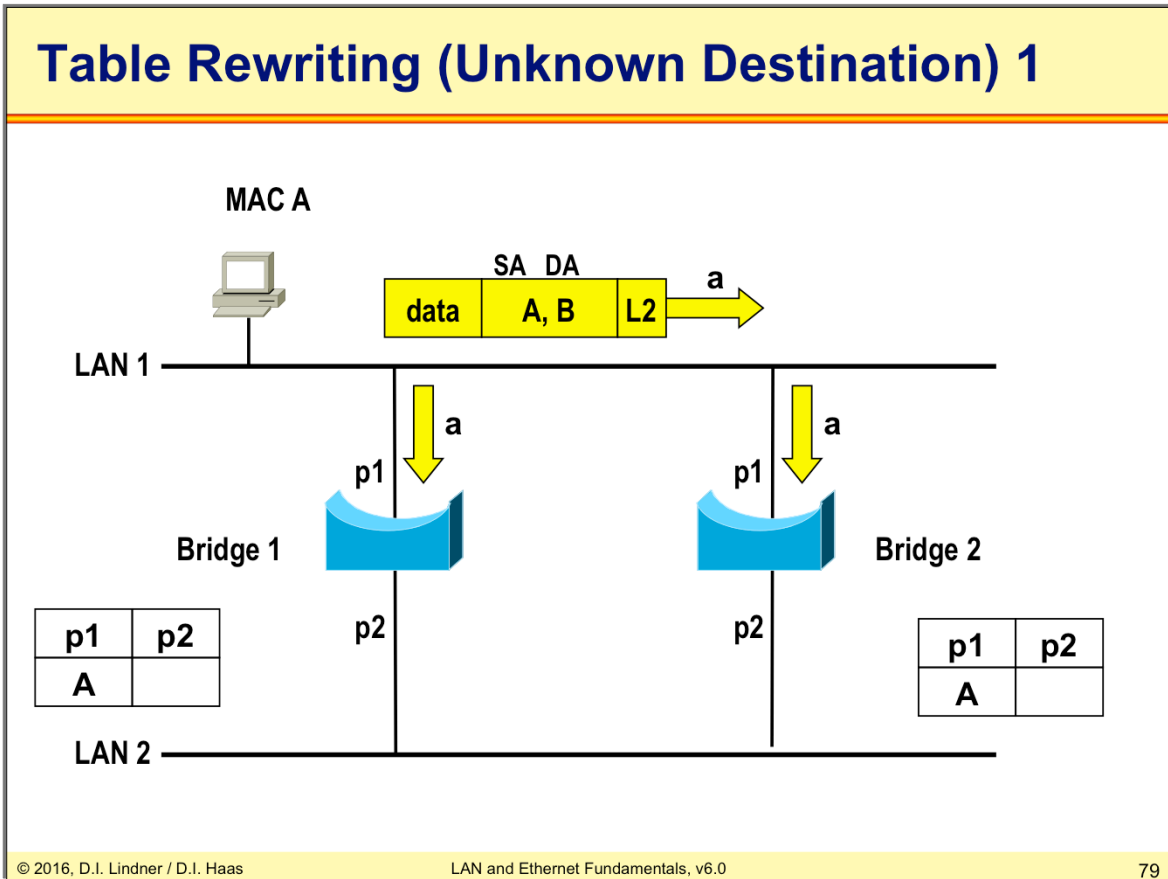 Table Rewriting (Unknown Destination) 1
MAC A
SA DA
data A, B L2 a
LAN 1
a a
p1 p1
Bridge 1 Bridge 2
p2 p2
p1 p2
A
p1 p2
A
LAN 2
© 2016, D.I. Lindner / D.I. Haas LAN and Ethernet Fundamentals, v6.0 79